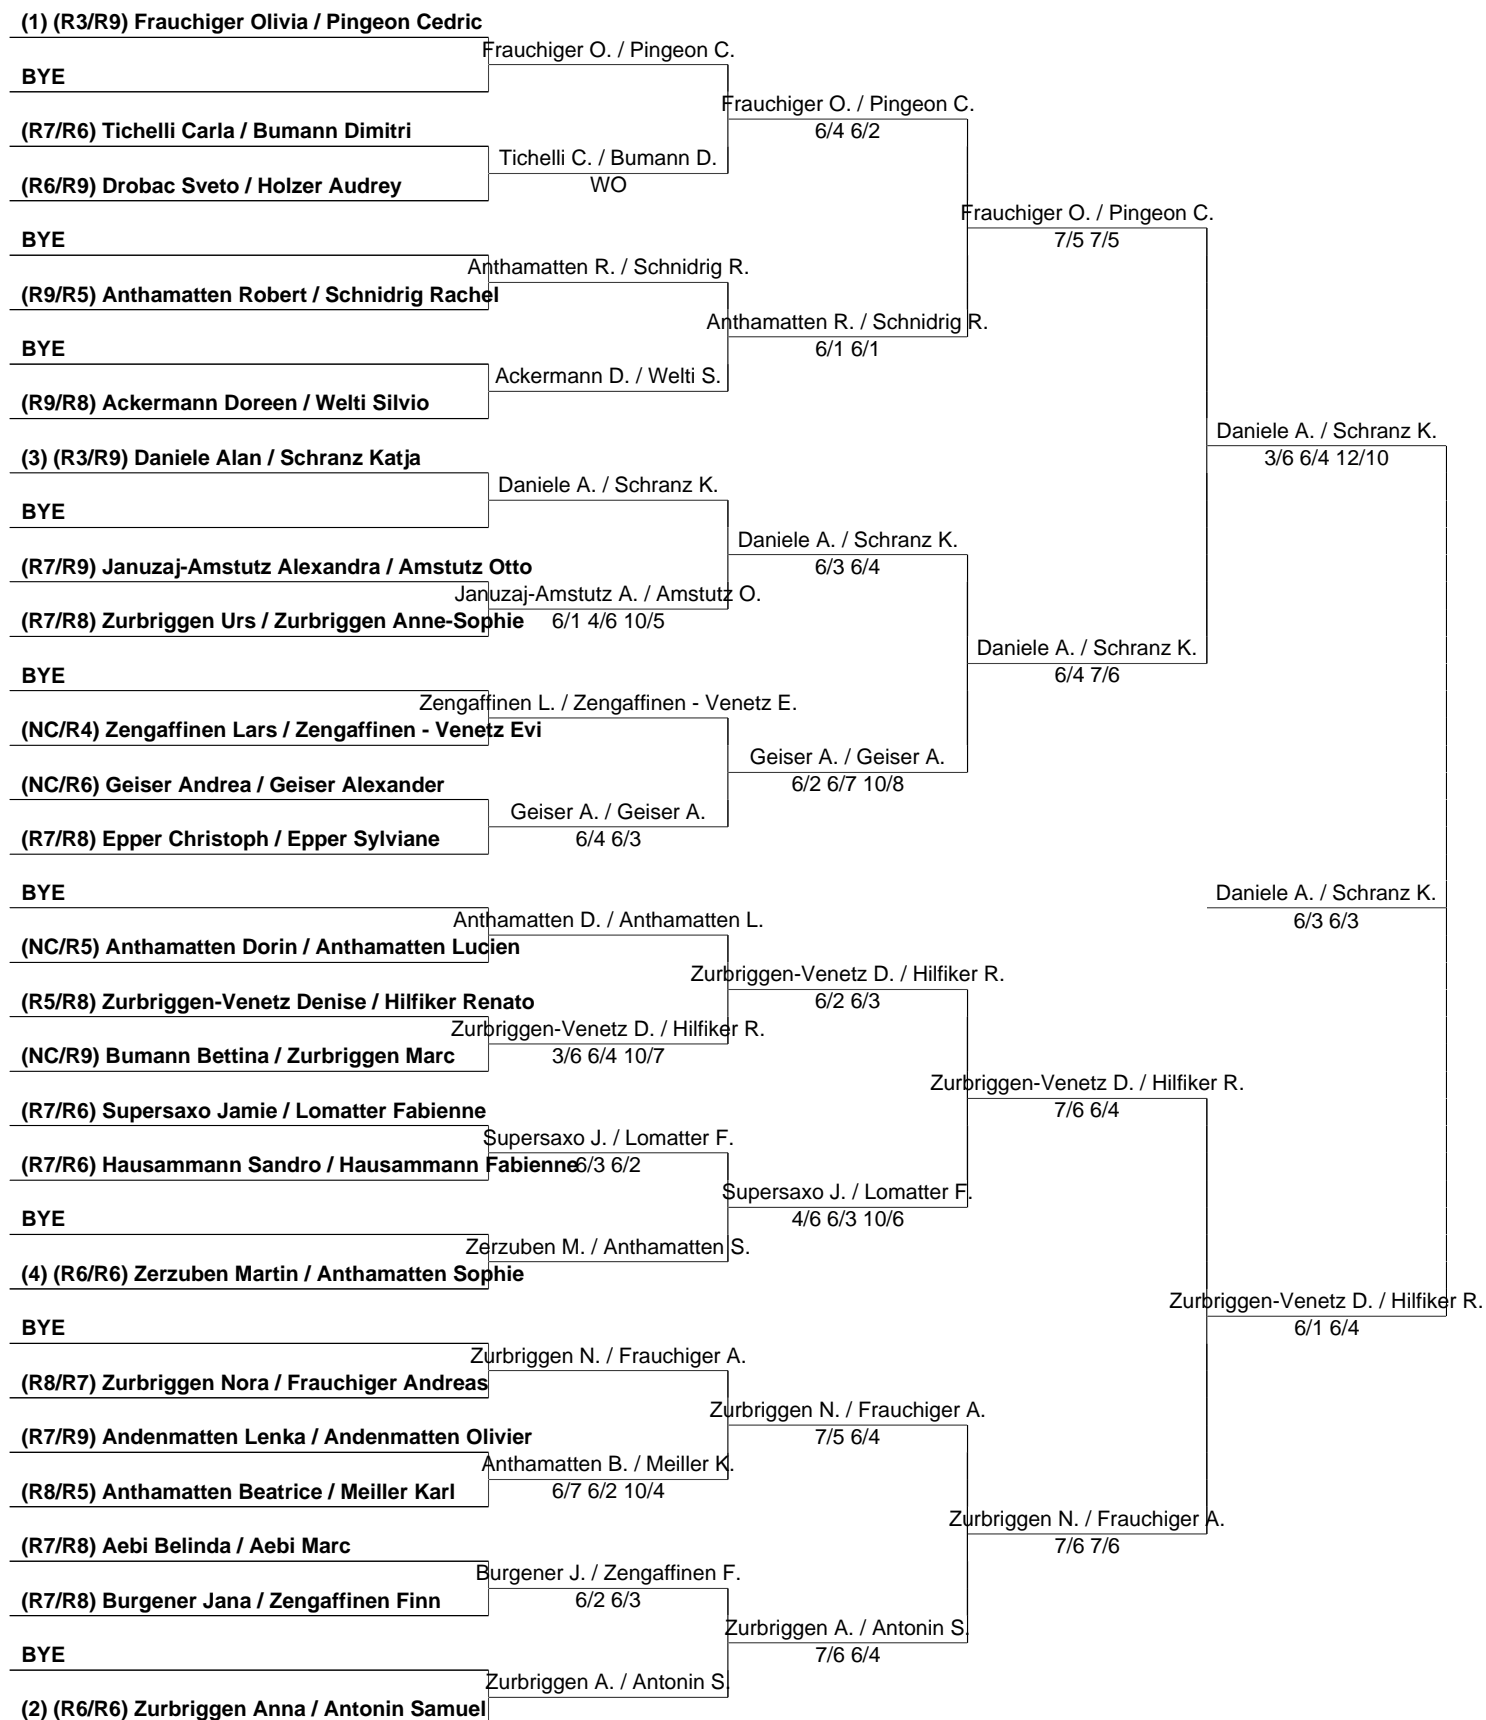 (1) (R3/R9) Frauchiger Olivia / Pingeon Cedric
Frauchiger O. / Pingeon C.
BYE
Frauchiger O. / Pingeon C.
6/4 6/2
(R7/R6) Tichelli Carla / Bumann Dimitri
Tichelli C. / Bumann D.
WO
(R6/R9) Drobac Sveto / Holzer Audrey
Frauchiger O. / Pingeon C.
7/5 7/5
BYE
Anthamatten R. / Schnidrig R.
(R9/R5) Anthamatten Robert / Schnidrig Rachel
Anthamatten R. / Schnidrig R.
6/1 6/1
BYE
Ackermann D. / Welti S.
(R9/R8) Ackermann Doreen / Welti Silvio
Daniele A. / Schranz K.
3/6 6/4 12/10
(3) (R3/R9) Daniele Alan / Schranz Katja
Daniele A. / Schranz K.
BYE
Daniele A. / Schranz K.
6/3 6/4
(R7/R9) Januzaj-Amstutz Alexandra / Amstutz Otto
Januzaj-Amstutz A. / Amstutz O.
6/1 4/6 10/5
(R7/R8) Zurbriggen Urs / Zurbriggen Anne-Sophie
Daniele A. / Schranz K.
6/4 7/6
BYE
Zengaffinen L. / Zengaffinen - Venetz E.
(NC/R4) Zengaffinen Lars / Zengaffinen - Venetz Evi
Geiser A. / Geiser A.
6/2 6/7 10/8
(NC/R6) Geiser Andrea / Geiser Alexander
Geiser A. / Geiser A.
6/4 6/3
(R7/R8) Epper Christoph / Epper Sylviane
BYE
Daniele A. / Schranz K.
6/3 6/3
Anthamatten D. / Anthamatten L.
(NC/R5) Anthamatten Dorin / Anthamatten Lucien
Zurbriggen-Venetz D. / Hilfiker R.
6/2 6/3
(R5/R8) Zurbriggen-Venetz Denise / Hilfiker Renato
Zurbriggen-Venetz D. / Hilfiker R.
3/6 6/4 10/7
(NC/R9) Bumann Bettina / Zurbriggen Marc
Zurbriggen-Venetz D. / Hilfiker R.
7/6 6/4
(R7/R6) Supersaxo Jamie / Lomatter Fabienne
Supersaxo J. / Lomatter F.
6/3 6/2
(R7/R6) Hausammann Sandro / Hausammann Fabienne
Supersaxo J. / Lomatter F.
4/6 6/3 10/6
BYE
Zerzuben M. / Anthamatten S.
(4) (R6/R6) Zerzuben Martin / Anthamatten Sophie
Zurbriggen-Venetz D. / Hilfiker R.
6/1 6/4
BYE
Zurbriggen N. / Frauchiger A.
(R8/R7) Zurbriggen Nora / Frauchiger Andreas
Zurbriggen N. / Frauchiger A.
7/5 6/4
(R7/R9) Andenmatten Lenka / Andenmatten Olivier
Anthamatten B. / Meiller K.
6/7 6/2 10/4
(R8/R5) Anthamatten Beatrice / Meiller Karl
Zurbriggen N. / Frauchiger A.
7/6 7/6
(R7/R8) Aebi Belinda / Aebi Marc
Burgener J. / Zengaffinen F.
6/2 6/3
(R7/R8) Burgener Jana / Zengaffinen Finn
Zurbriggen A. / Antonin S.
7/6 6/4
BYE
Zurbriggen A. / Antonin S.
(2) (R6/R6) Zurbriggen Anna / Antonin Samuel